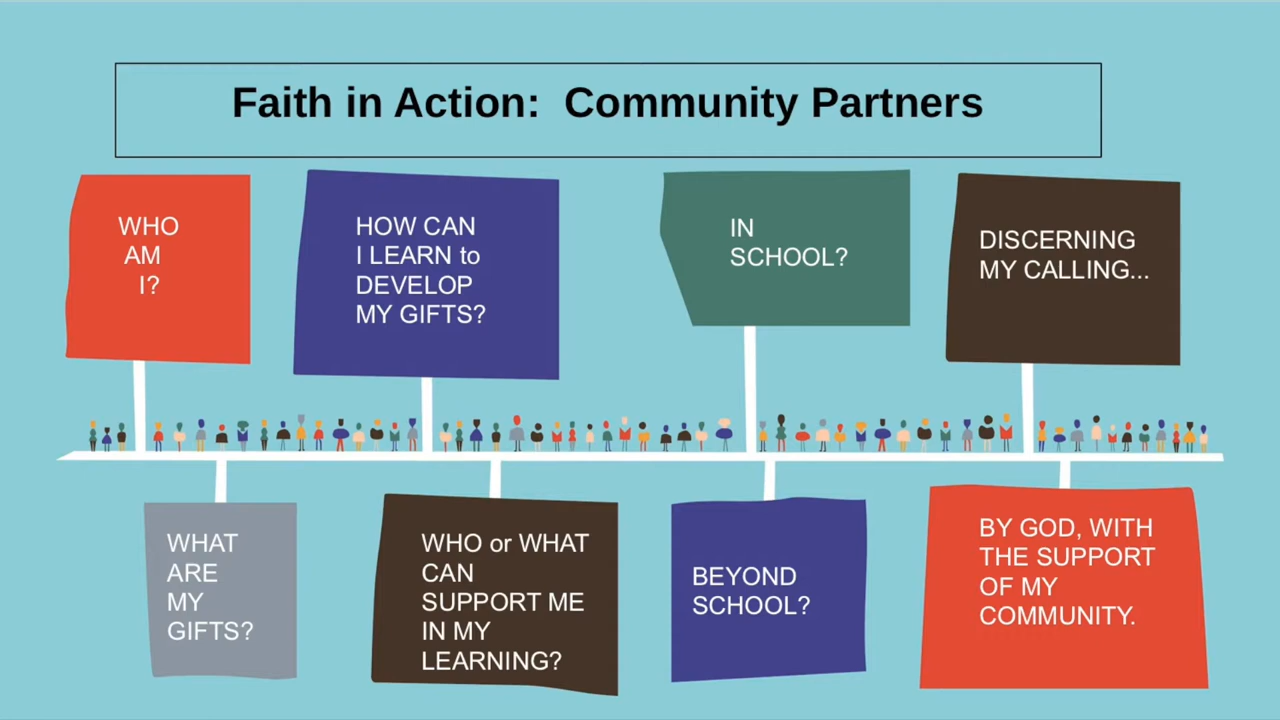 Faith in Action:  Community Partners
WHO
AM
I?
WHAT
ARE
MY
GIFTS?
HOW CAN
I LEARN to
DEVELOP
MY GIFTS?
WHO or WHAT
CAN
SUPPORT ME
IN MY
LEARNING?
IN
SCHOOL?
BEYOND
SCHOOL?
DISCERNING
MY CALLING...
BY GOD, WITH
THE SUPPORT
OF MY
COMMUNITY.